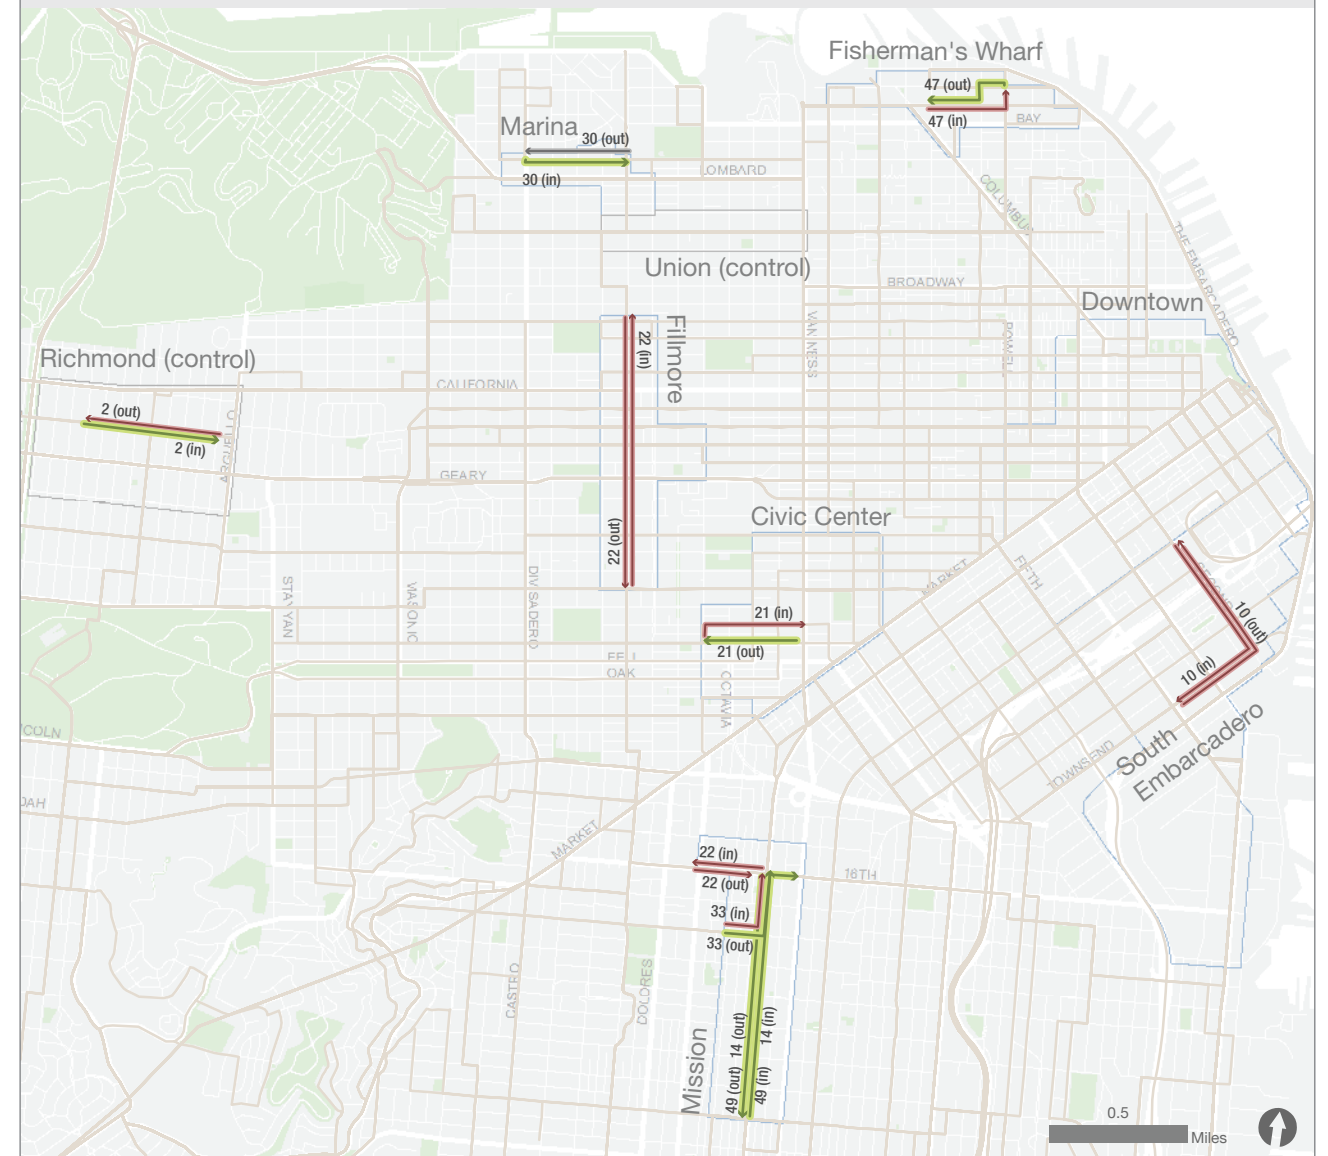 Fisherman's Wharf
47 (out)
47 (in)
BAY
Marina
30 (out)
30 (in)
LOMBARD
COLUMBUS
THE EMBARCADERO
Union (control)
BROADWAY
Downtown
VAN NESS
POWELL
Fillmore
22 (in)
22 (out)
Richmond (control)
CALIFORNIA
2 (out)
2 (in)
ARGUELLO
GEARY
Civic Center
MARKET
FIFTH
SECOND
STANYAN
MASONIC
DIVISADERO
21 (in)
21 (out)
FELL
OAK
OCTAVIA
10 (out)
10 (in)
South
Embarcadero
TOWNSEND
COLN
DAH
MARKET
22 (in)
22 (out)
16TH
33 (in)
33 (out)
CASTRO
DOLORES
Mission
14 (out)
14 (in)
49 (out)
49 (in)
0.5
Miles